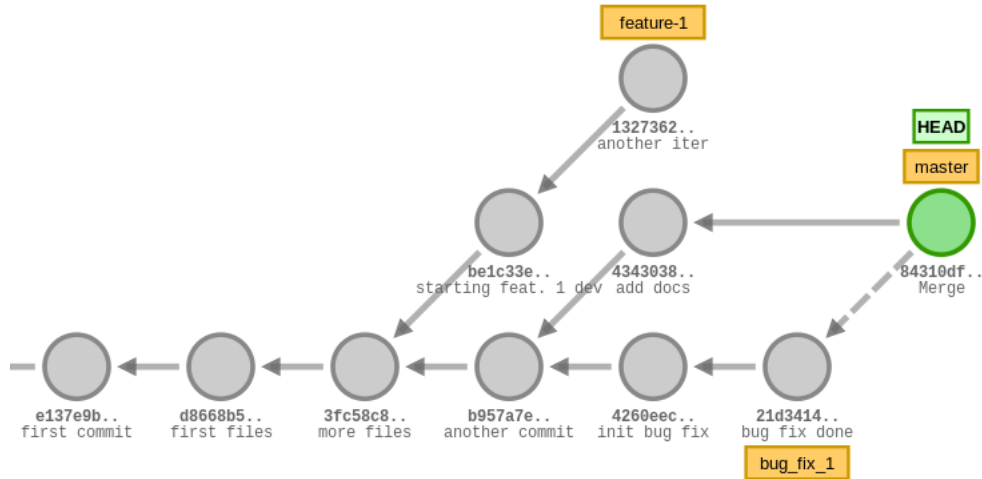 feature-1
1327362..
another iter
HEAD
master
be1c33e..
starting feat. 1 dev
4343038..
add docs
84310df..
Merge
e137e9b..
first commit
d8668b5..
first files
3fc58c8..
more files
b957a7e..
another commit
4260eec..
init bug fix
21d3414..
bug fix done
bug_fix_1